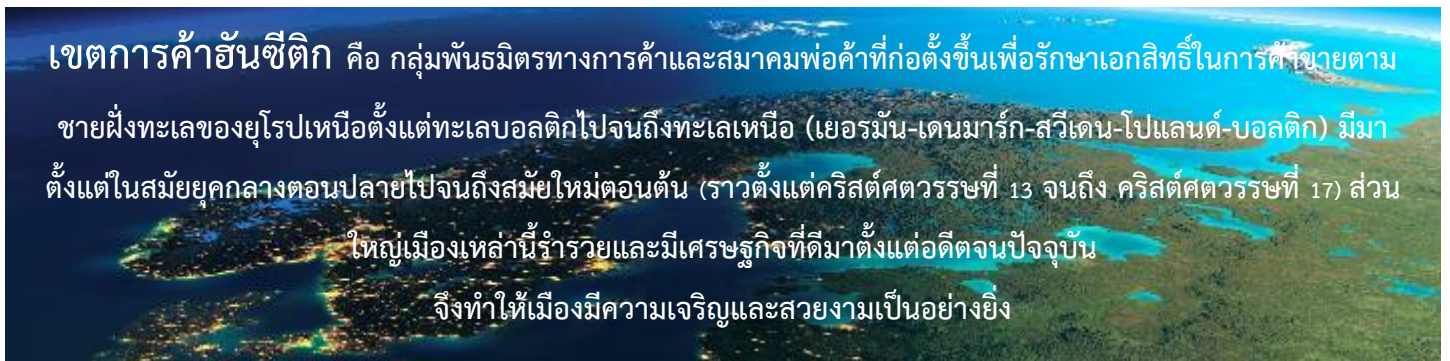 เขตการค้าฮันซีติก คือ กลุ่มพันธมิตรทางการค้าและสมาคมพ่อค้าที่ก่อตั้งขึ้นเพื่อรักษาเอกสิทธิ์ในการค้าขายตาม
ชายฝั่งทะเลของยุโรปเหนือตั้งแต่ทะเลบอลติกไปจนถึงทะเลเหนือ (เยอรมัน-เดนมาร์ก-สวีเดน-โปแลนด์-บอลติก) มีมา
ตั้งแต่ในสมัยยุคกลางตอนปลายไปจนถึงสมัยใหม่ตอนต้น (ราวตั้งแต่คริสต์ศตวรรษที่ 13 จนถึง คริสต์ศตวรรษที่ 17) ส่วน
ใหญ่เมืองเหล่านี้ร่ำรวยและมีเศรษฐกิจที่ดีมาตั้งแต่อดีตจนปัจจุบัน
จึงทำให้เมืองมีความเจริญและสวยงามเป็นอย่างยิ่ง